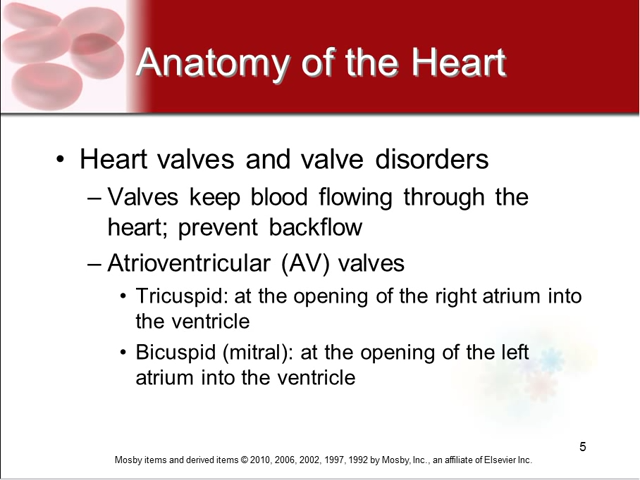 Anatomy of the Heart
• Heart valves and valve disorders
– Valves keep blood flowing through the
heart; prevent backflow
– Atrioventricular (AV) valves
• Tricuspid: at the opening of the right atrium into
the ventricle
• Bicuspid (mitral): at the opening of the left
atrium into the ventricle
5
Mosby items and derived items © 2010, 2006, 2002, 1997, 1992 by Mosby, Inc., an affiliate of Elsevier Inc.